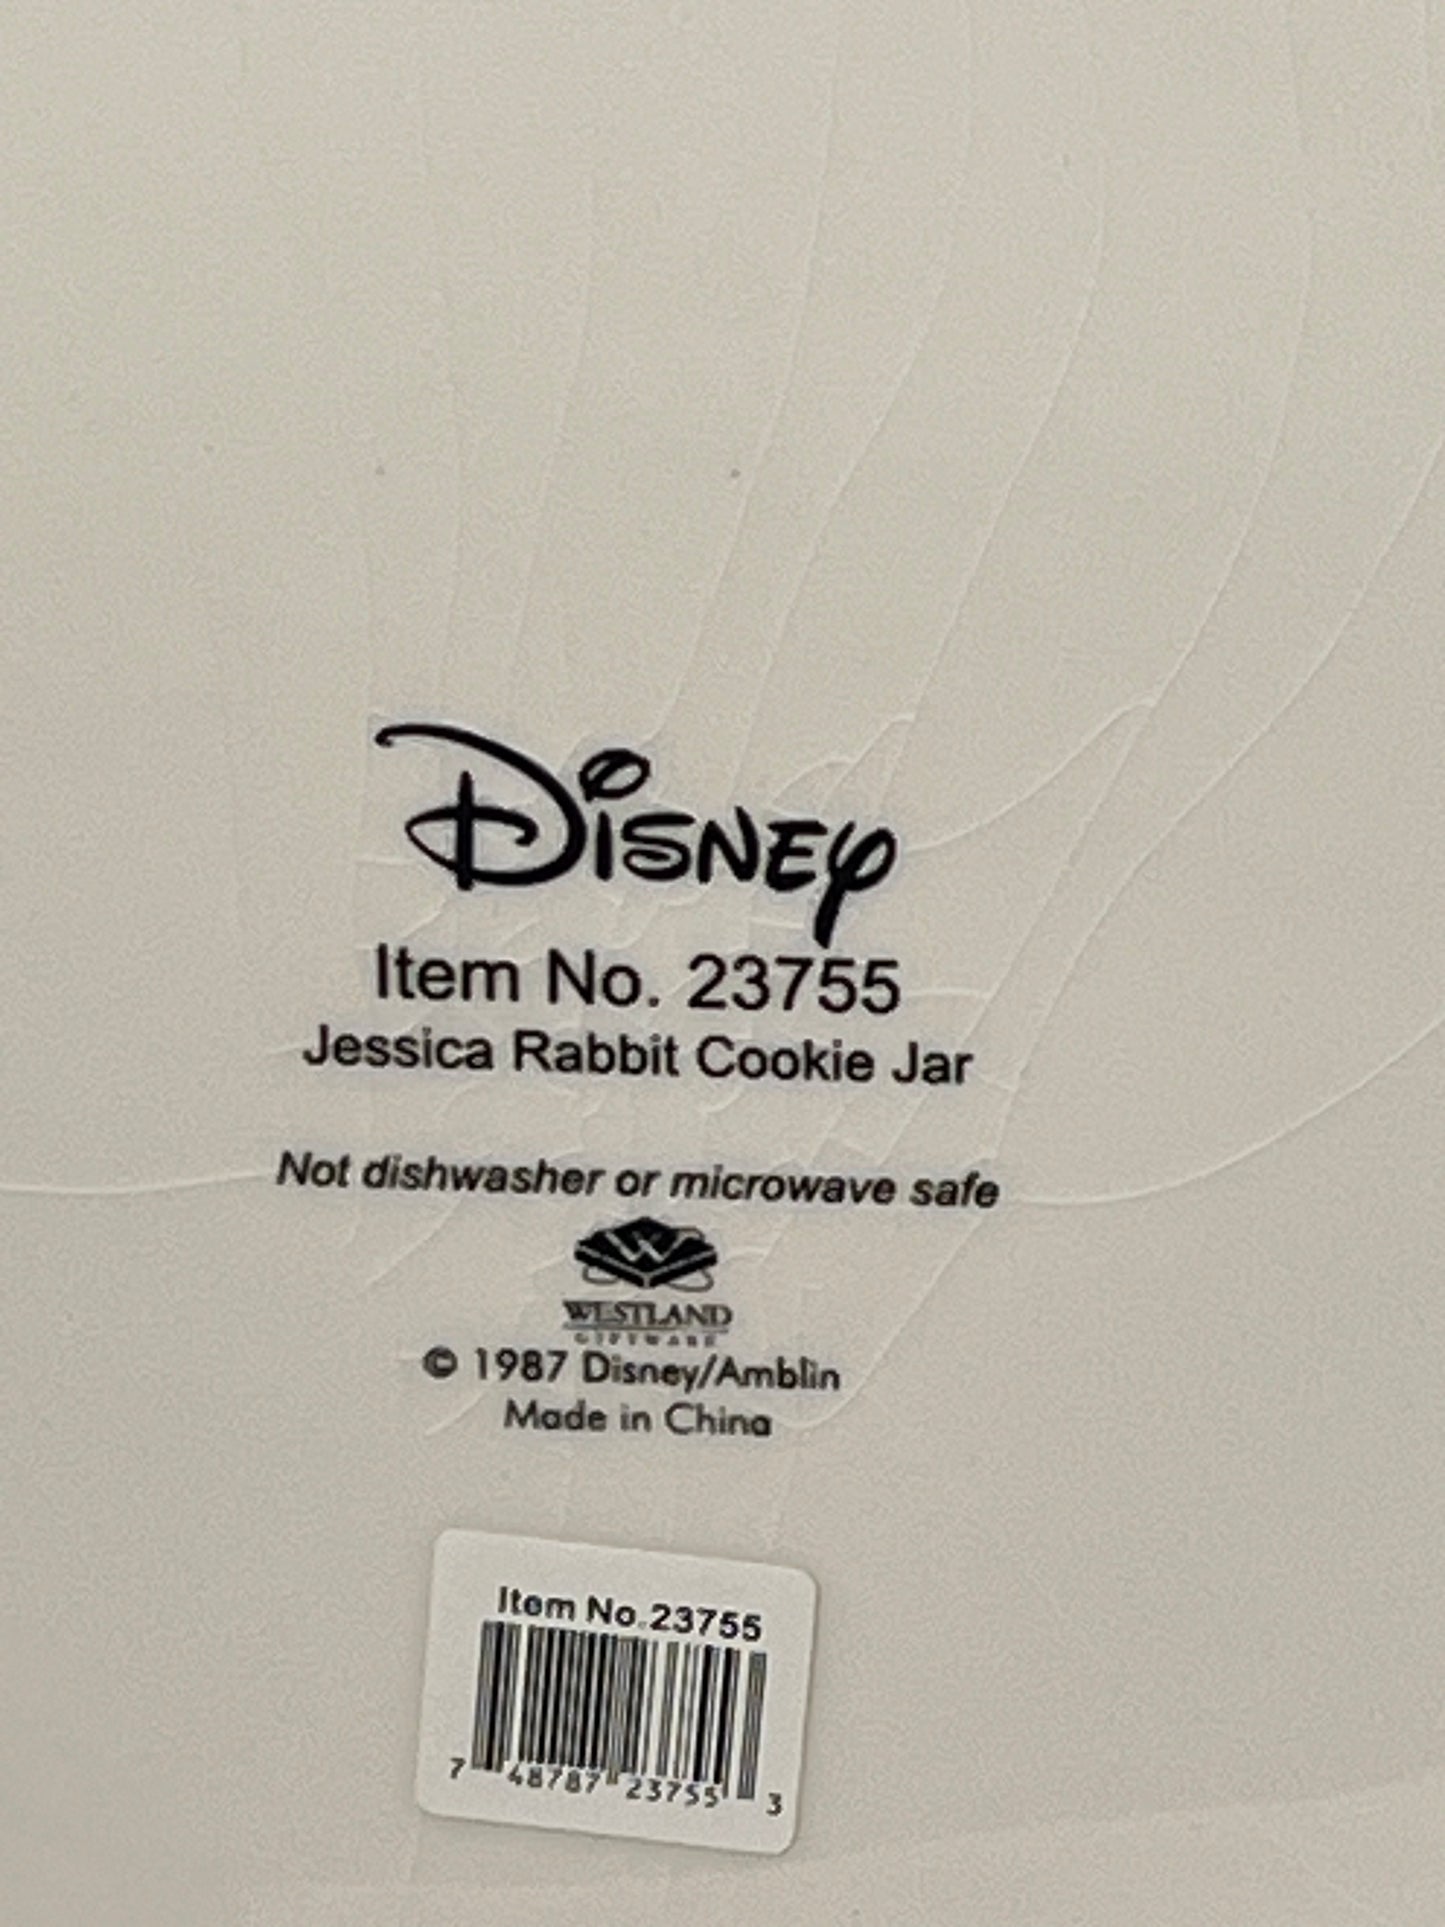 Disney
Item No. 23755
Jessica Rabbit Cookie Jar
Not dishwasher or microwave safe
W
WESTLAND
GIFTWARE
© 1987 Disney/Amblin
Made in China
Item No.23755
7 48787 23755 3